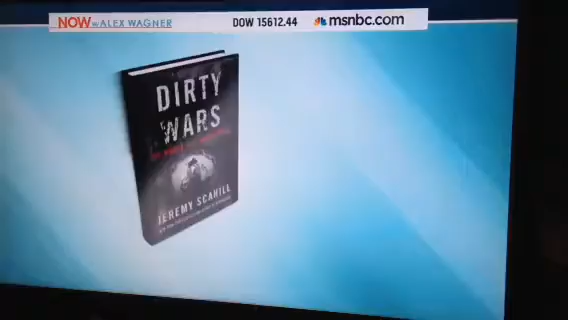 NOW w/ ALEX WAGNER DOW 15612.44 msnbc.com
DIRTY
WARS
JEREMY SCAHILL